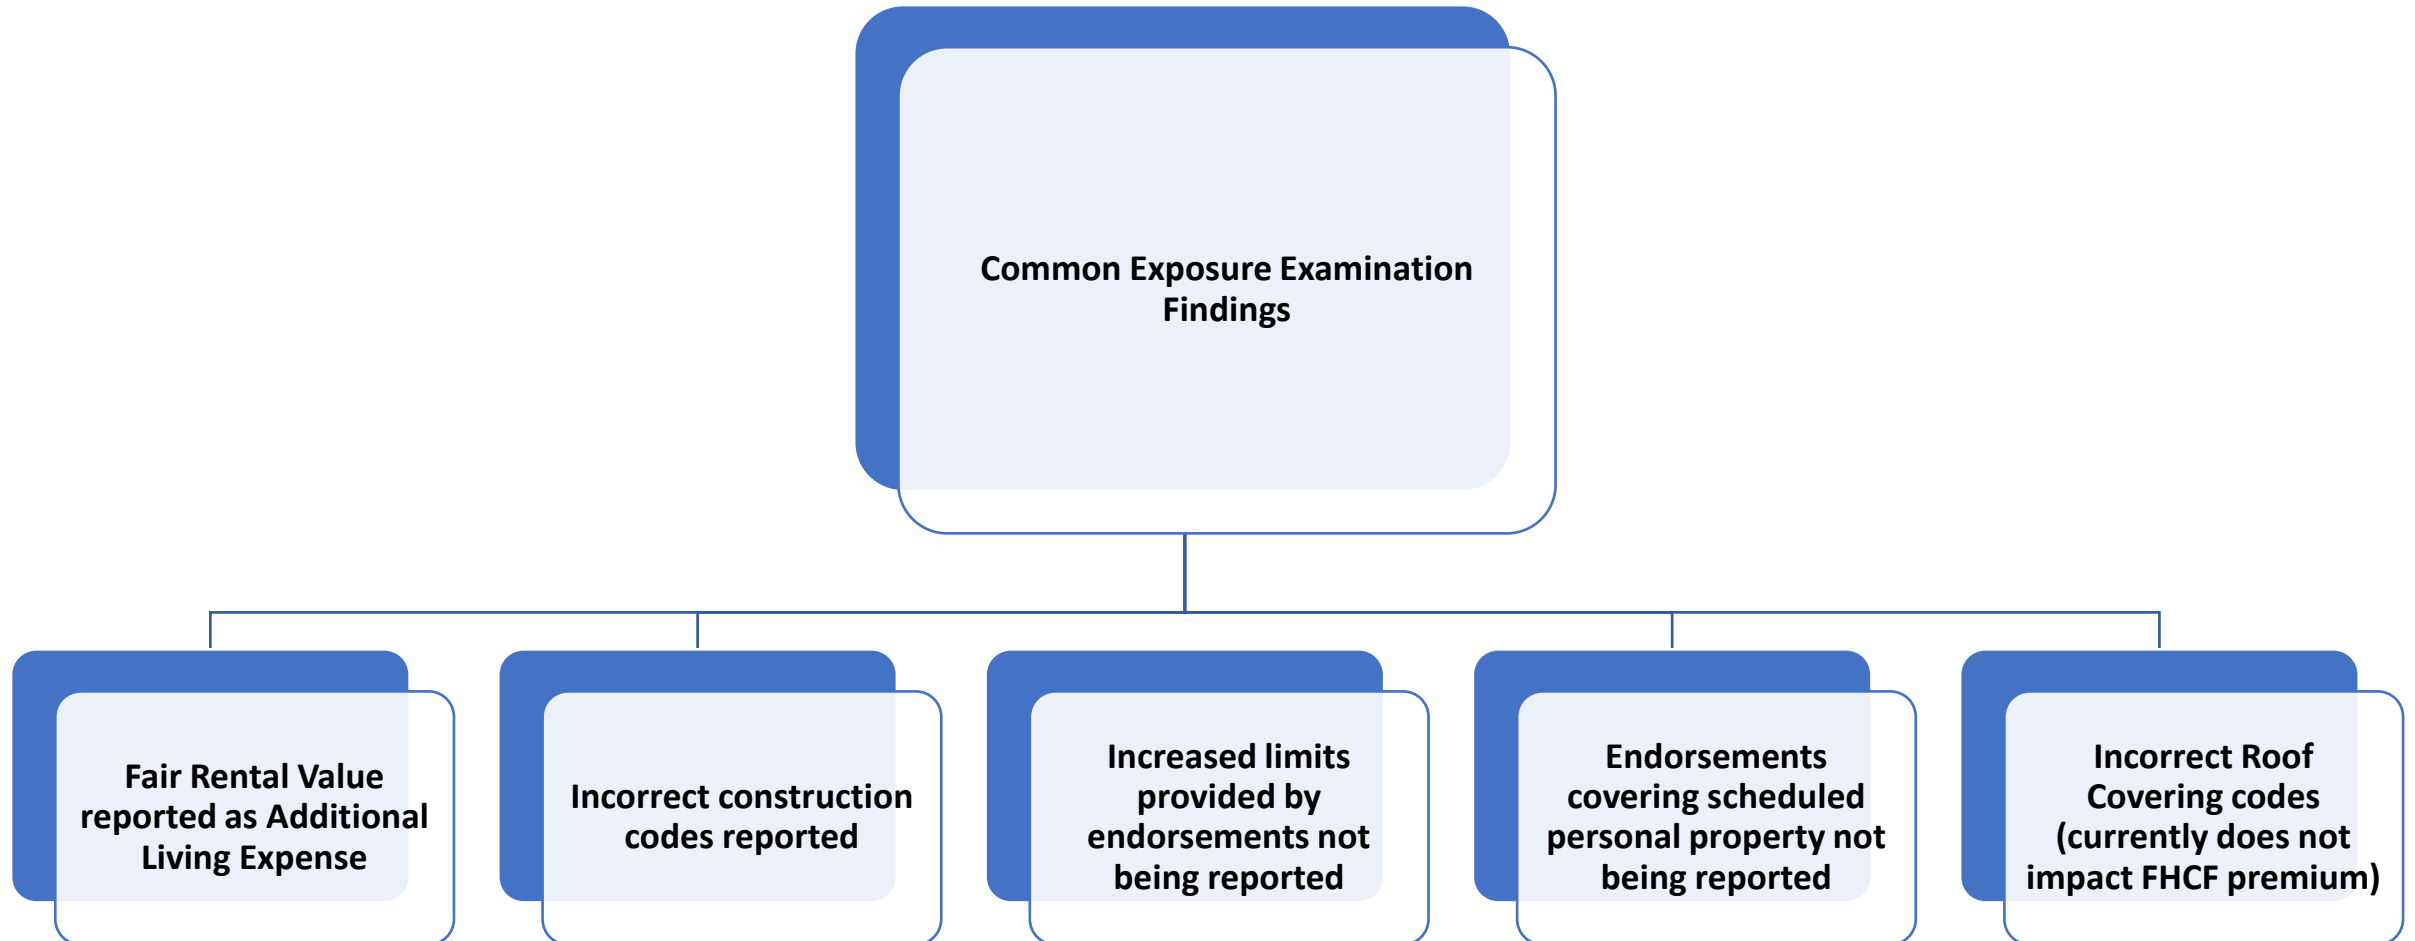 Common Exposure Examination
Findings
Fair Rental Value
reported as Additional
Living Expense
Incorrect construction
codes reported
Increased limits
provided by
endorsements not
being reported
Endorsements
covering scheduled
personal property not
being reported
Incorrect Roof
Covering codes
(currently does not
impact FHCF premium)